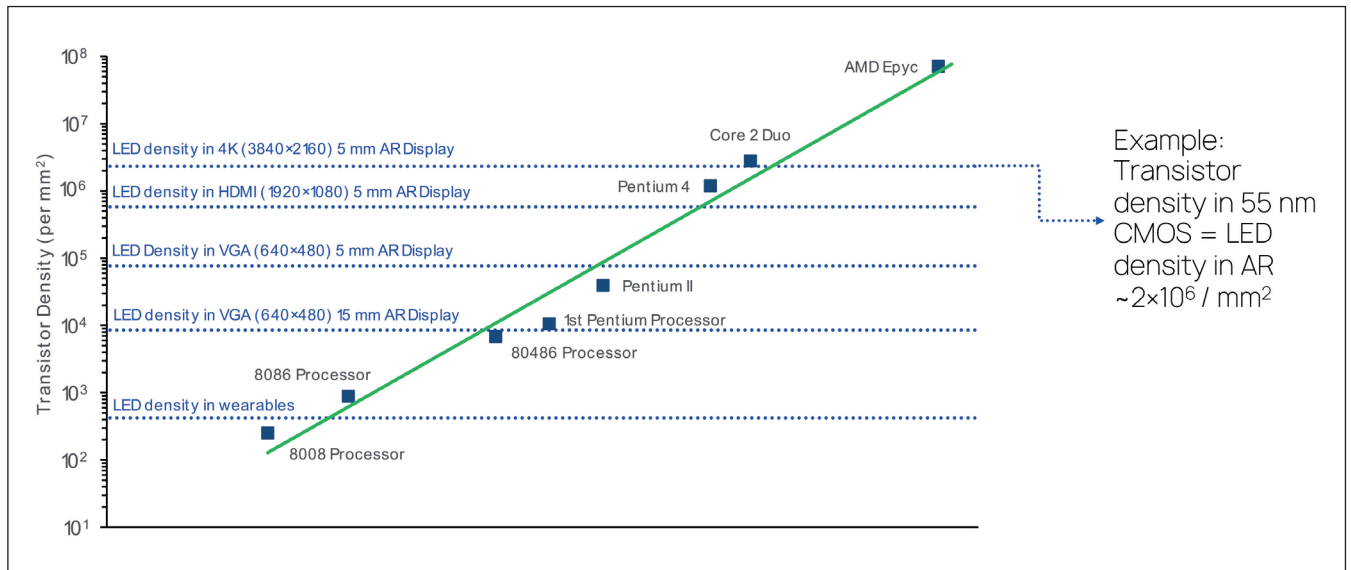 10⁸
10⁷
10⁶
10⁵
10⁴
10³
10²
10¹
Transistor Density (per mm²)
LED density in 4K (3840×2160) 5 mm AR Display
LED density in HDMI (1920×1080) 5 mm AR Display
LED Density in VGA (640×480) 5 mm AR Display
LED density in VGA (640×480) 15 mm AR Display
LED density in wearables
AMD Epyc
Core 2 Duo
Pentium 4
Pentium II
1st Pentium Processor
80486 Processor
8086 Processor
8008 Processor
Example:
Transistor
density in 55 nm
CMOS = LED
density in AR
~2×10⁶ / mm²